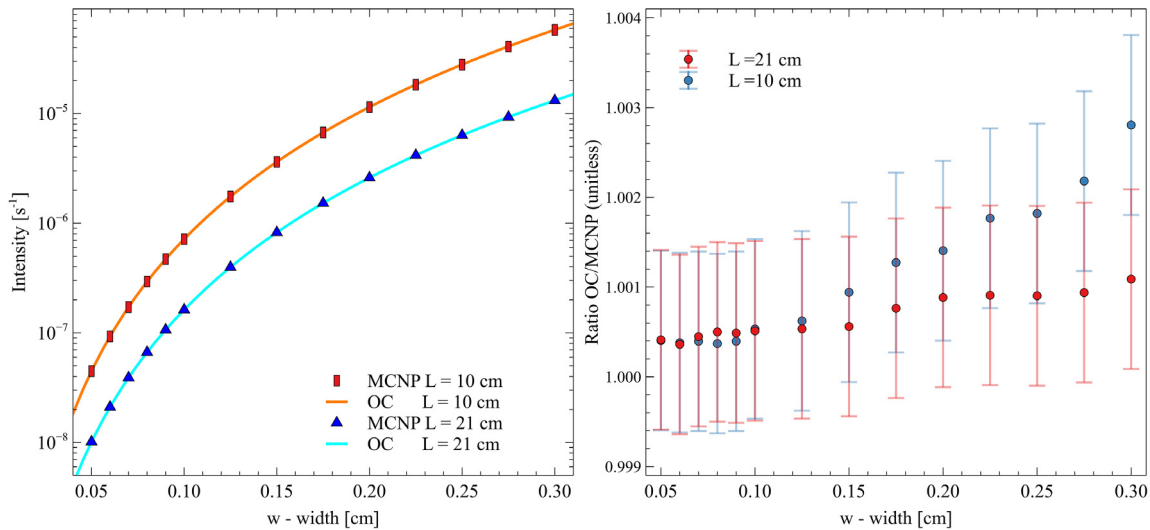 Intensity [s⁻¹]
10⁻⁵
10⁻⁶
10⁻⁷
10⁻⁸
MCNP L = 10 cm
OC L = 10 cm
MCNP L = 21 cm
OC L = 21 cm
0.05 0.10 0.15 0.20 0.25 0.30
w - width [cm]
Ratio OC/MCNP (unitless)
1.004
1.003
1.002
1.001
1.000
0.999
L =21 cm
L =10 cm
0.05 0.10 0.15 0.20 0.25 0.30
w - width [cm]